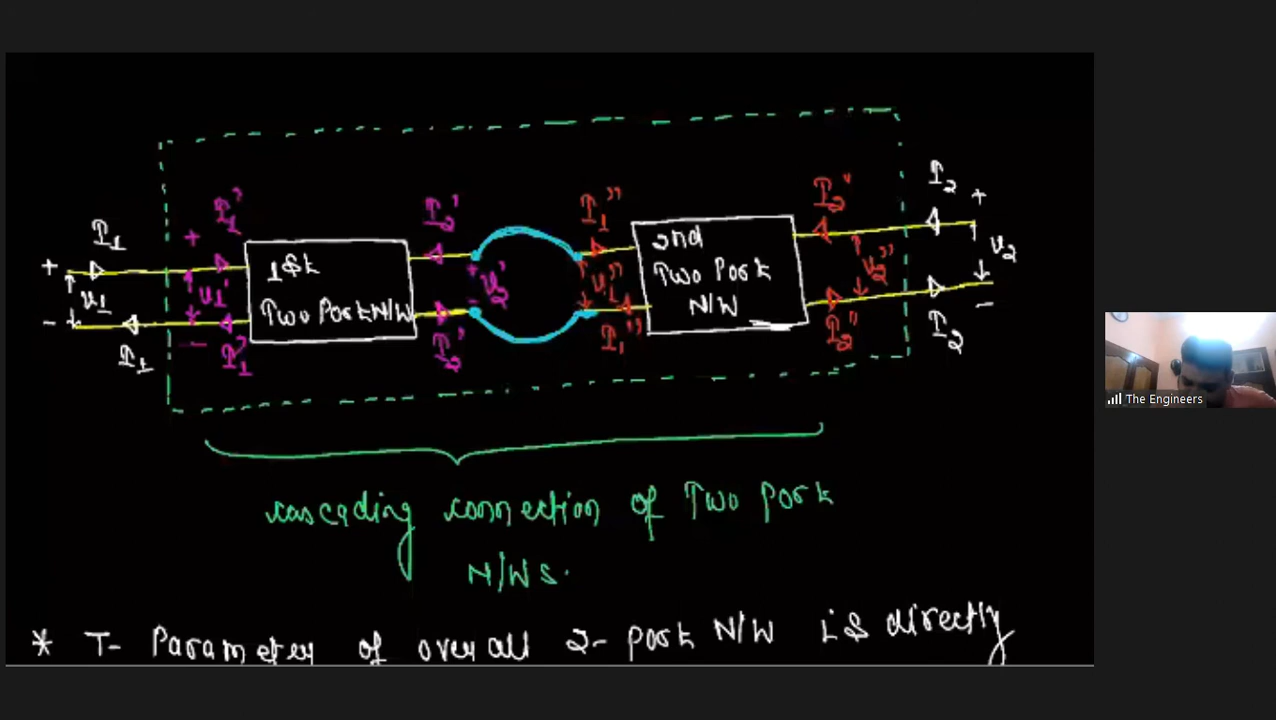 I₂
I₁' I₂' I₁'' I₂'' +
I₁ + 2nd
+ 1st + V₂
V₁ V₁' V₂' V₁'' Two Port V₂''
- Two Port N/W - N/W -
I₁ - I₁' I₂' I₁'' I₂'' I₂
The Engineers
cascading connection of Two Port
N/Ws.
* T- Parameter of overall 2- port N/W is directly